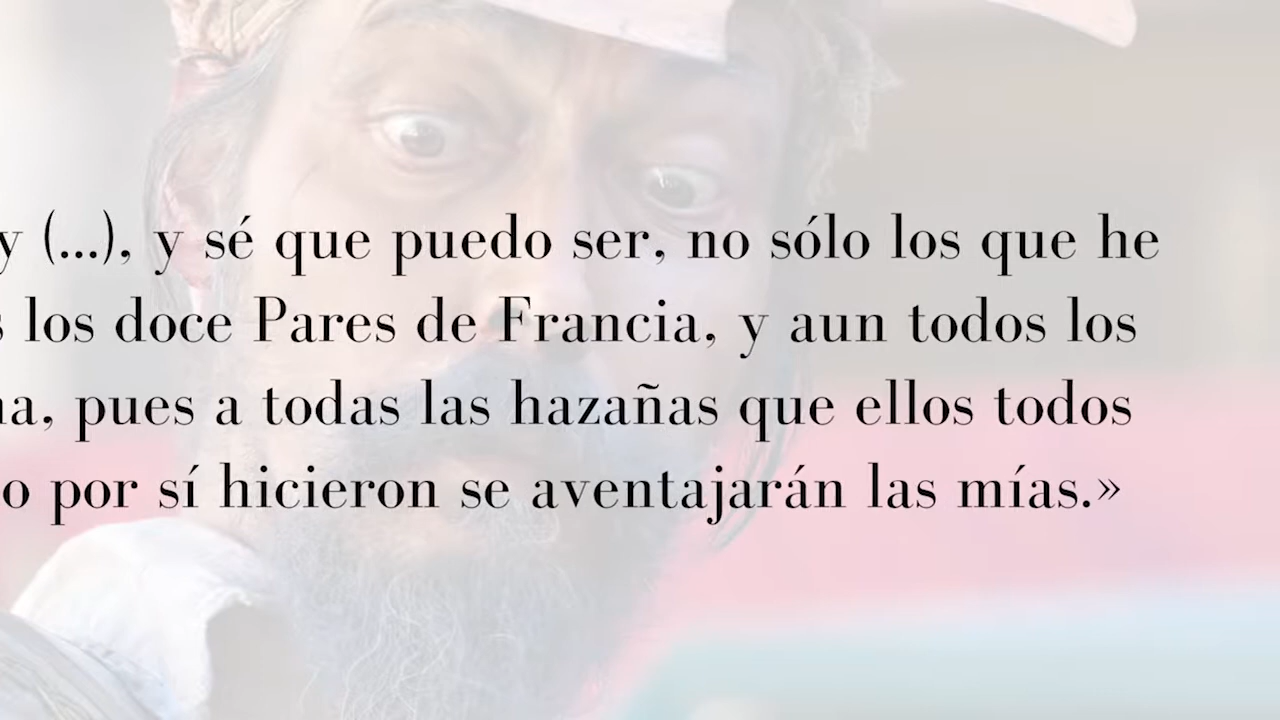 y (...), y sé que puedo ser, no sólo los que he
los doce Pares de Francia, y aun todos los
pues a todas las hazañas que ellos todos
por sí hicieron se aventajarán las mías.»